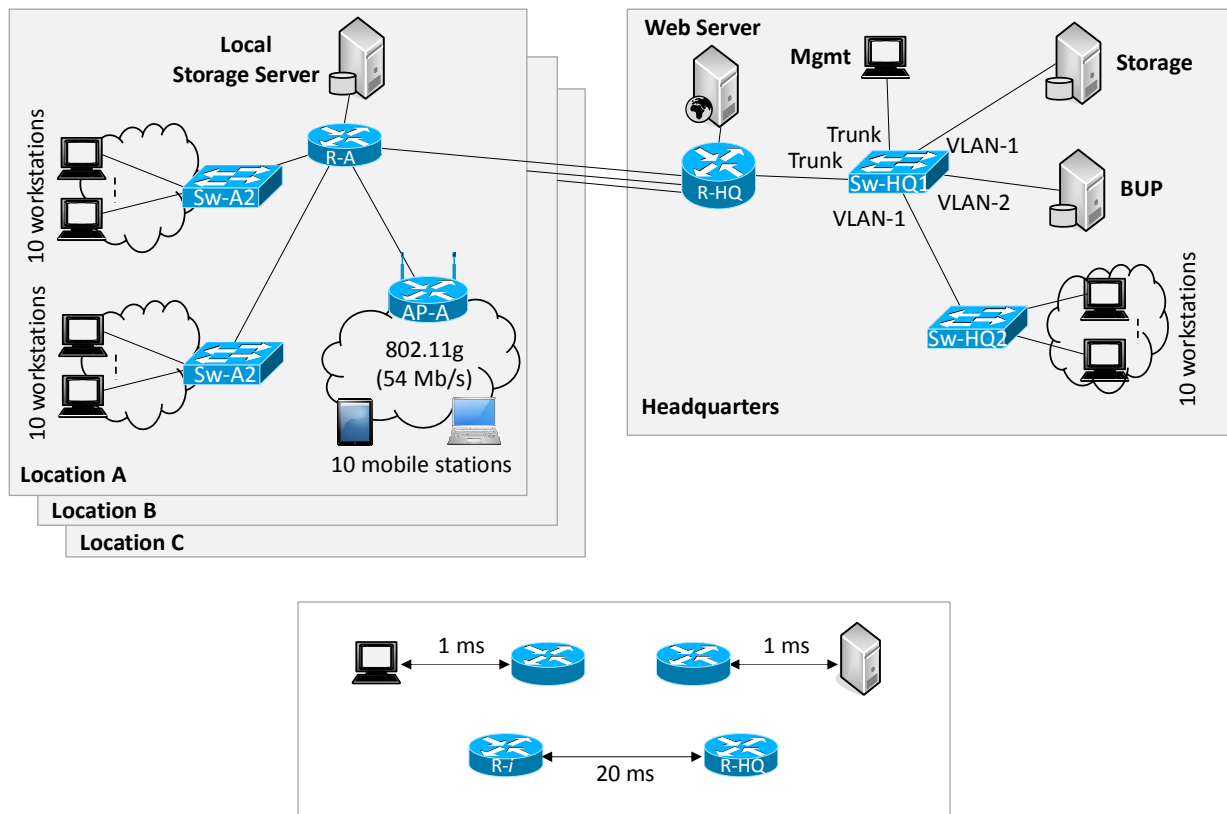 Local
Storage Server
10 workstations
R-A
Sw-A2
10 workstations
Sw-A2
AP-A
802.11g
(54 Mb/s)
10 mobile stations
Location A
Location B
Location C
Web Server
Mgmt
Storage
Trunk
Trunk
VLAN-1
R-HQ
Sw-HQ1
VLAN-2
BUP
VLAN-1
Sw-HQ2
10 workstations
Headquarters
1 ms
1 ms
R-i
20 ms
R-HQ